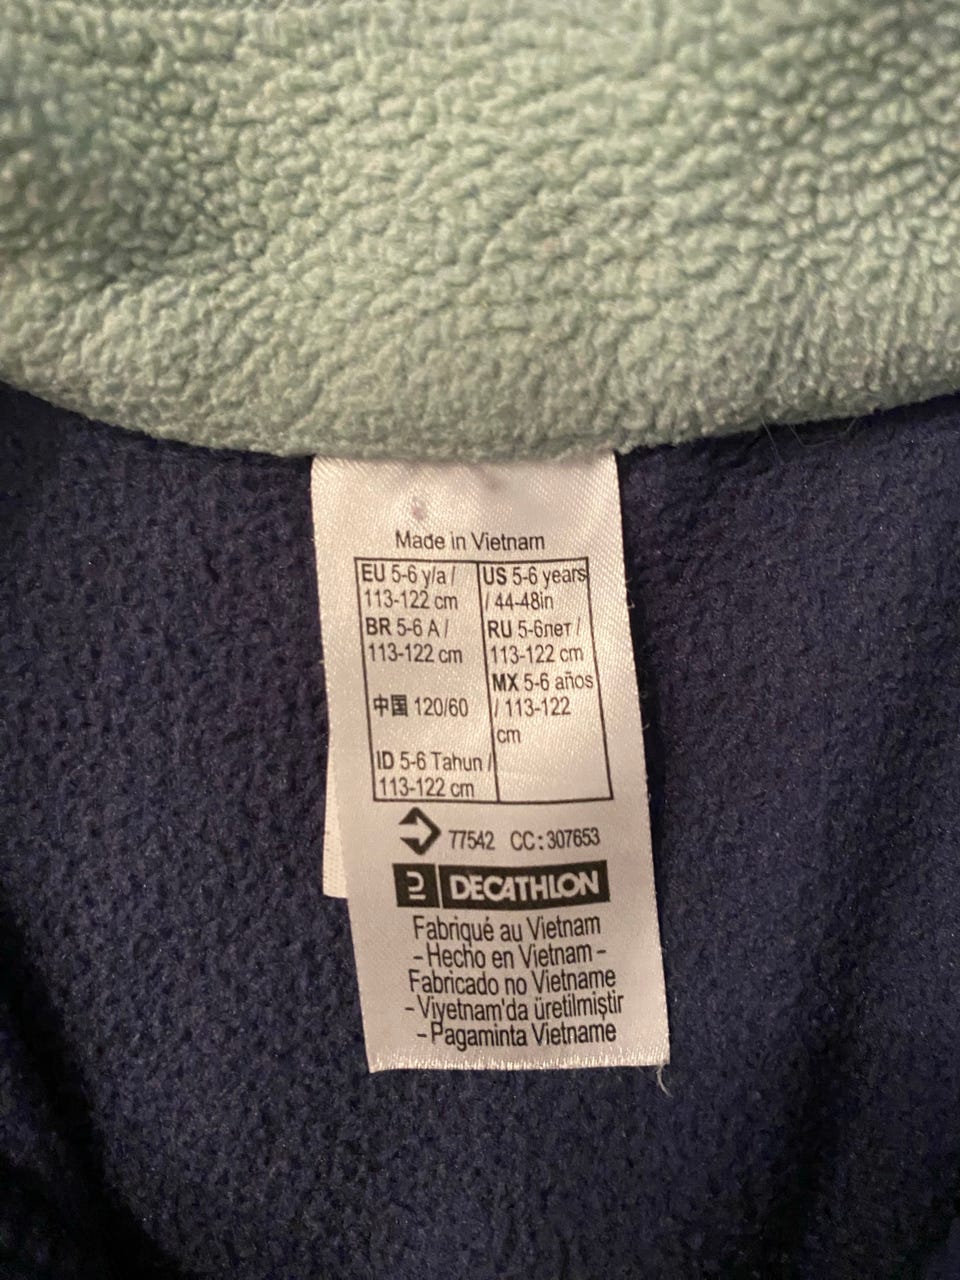 Made in Vietnam
EU 5-6 y/a /
113-122 cm
BR 5-6 A /
113-122 cm
中国 120/60
ID 5-6 Tahun /
113-122 cm
US 5-6 years
/ 44-48in
RU 5-6лет /
113-122 cm
MX 5-6 años
/ 113-122
cm
77542 CC:307653
DECATHLON
Fabriqué au Vietnam
- Hecho en Vietnam -
Fabricado no Vietname
- Viyetnam'da üretilmiştir
- Pagaminta Vietname